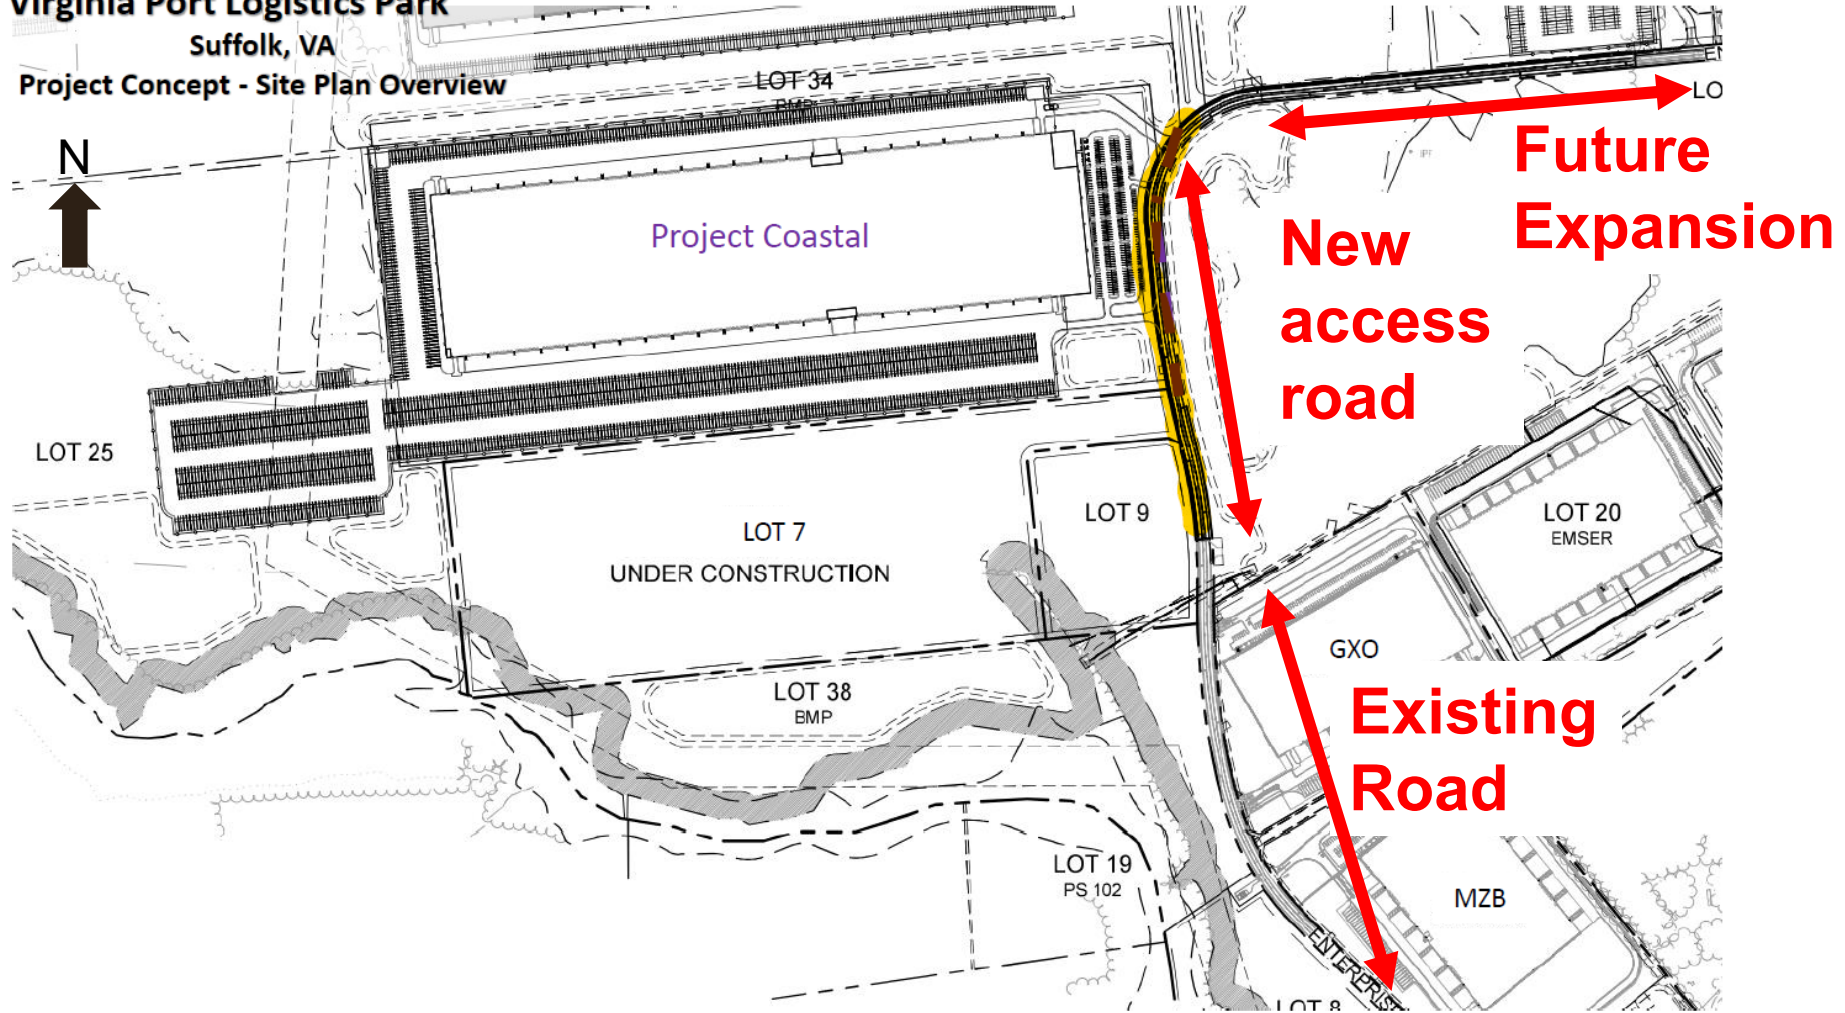 Virginia Port Logistics Park
Suffolk, VA
Project Concept - Site Plan Overview
N
LOT 34
BMP
LO
Future
Expansion
Project Coastal
New
access
road
LOT 25
LOT 7
UNDER CONSTRUCTION
LOT 9
LOT 20
EMSER
GXO
LOT 38
BMP
Existing
Road
LOT 19
PS 102
MZB
ENTERPRISE
LOT 8